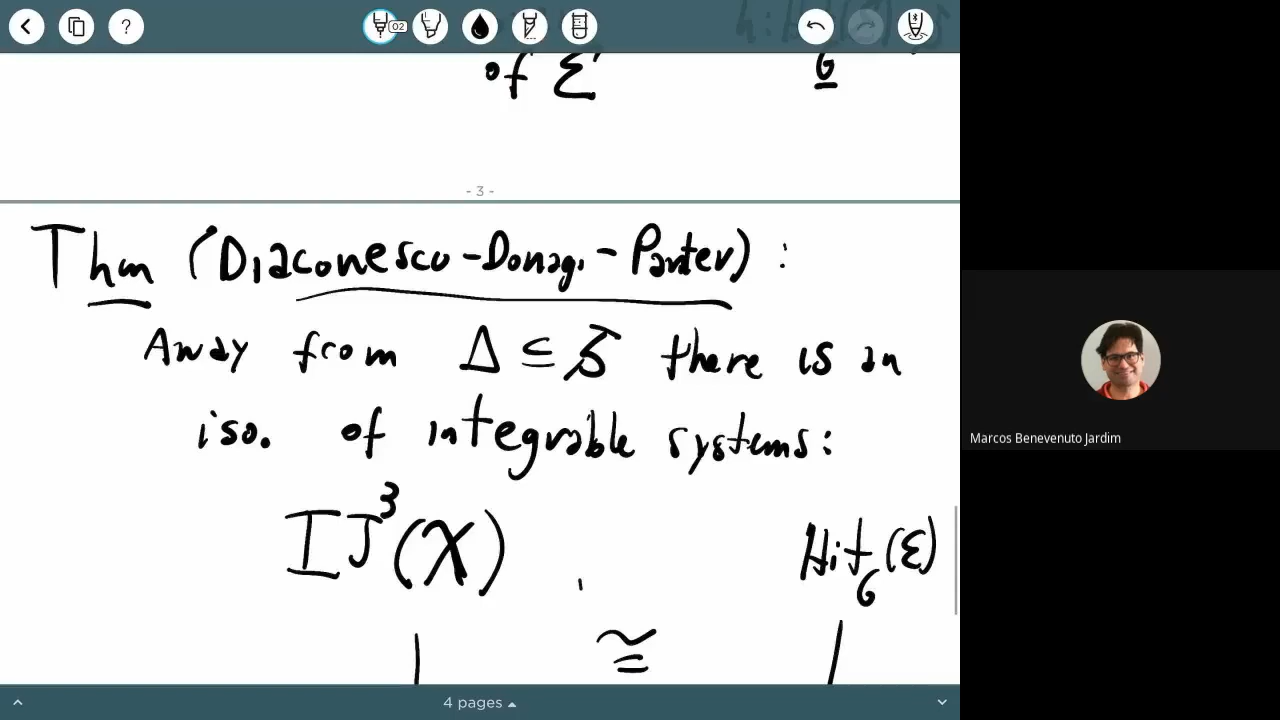 02
of Σ
G
- 3 -
Thm (Diaconescu-Donagi-Pantev) :
Away from Δ ⊆ 𝓑 there is an
iso. of integrable systems:
IJ³(X) Hit_G(Σ)
≅
4 pages
Marcos Benevenuto Jardim